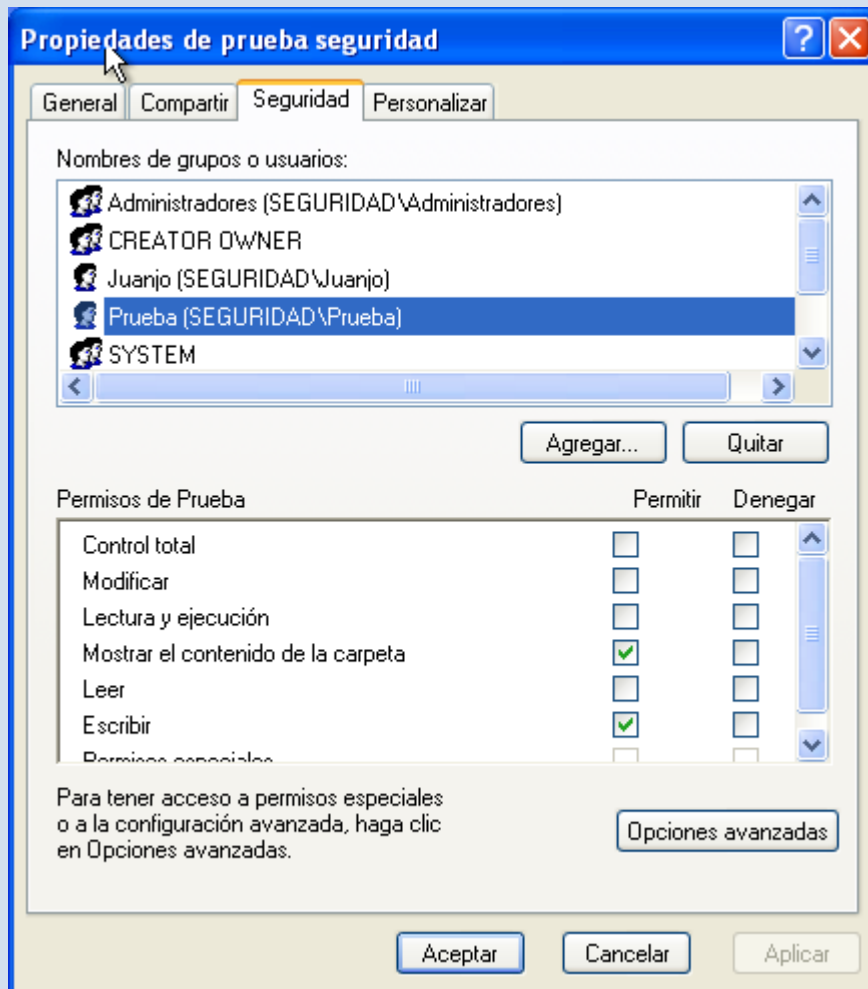 Propiedades de prueba seguridad
General Compartir Seguridad Personalizar
Nombres de grupos o usuarios:
Administradores (SEGURIDAD\Administradores)
CREATOR OWNER
Juanjo (SEGURIDAD\Juanjo)
Prueba (SEGURIDAD\Prueba)
SYSTEM
Agregar... Quitar
Permisos de Prueba Permitir Denegar
Control total
Modificar
Lectura y ejecución
Mostrar el contenido de la carpeta
Leer
Escribir
Permisos especiales
Para tener acceso a permisos especiales
o a la configuración avanzada, haga clic
en Opciones avanzadas.
Opciones avanzadas
Aceptar Cancelar Aplicar